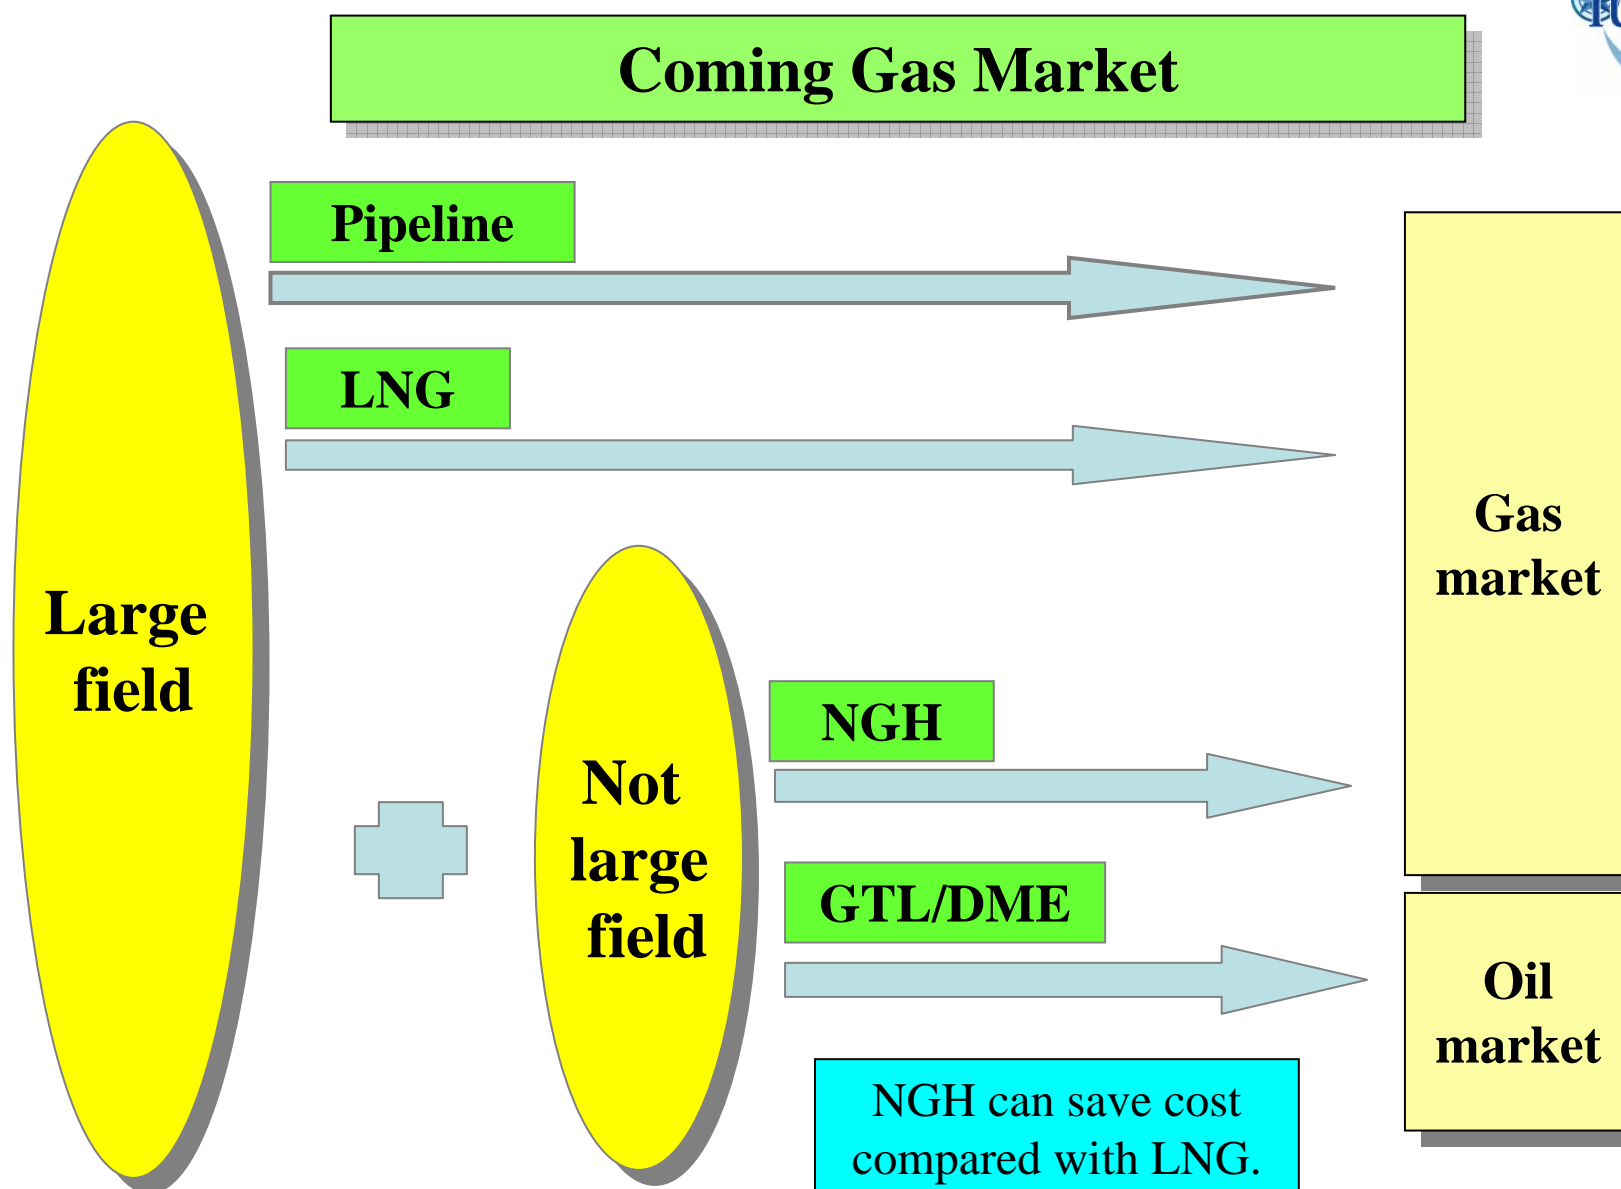 Coming Gas Market
Pipeline
LNG
Gas
market
Large
field
NGH
Not
large
field
GTL/DME
Oil
market
NGH can save cost
compared with LNG.